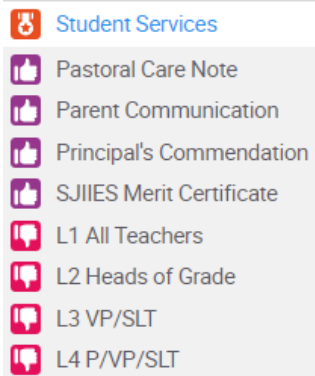 Student Services
Pastoral Care Note
Parent Communication
Principal's Commendation
SJIIES Merit Certificate
L1 All Teachers
L2 Heads of Grade
L3 VP/SLT
L4 P/VP/SLT